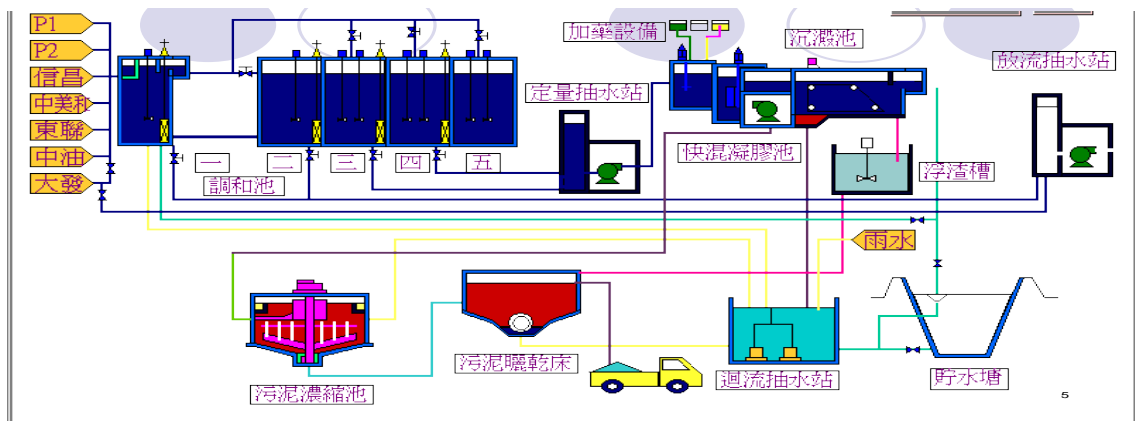 P1
P2
信昌
中美和
東聯
中油
大發
加藥設備
沉澱池
放流抽水站
定量抽水站
快混凝膠池
一
二
三
四
五
調和池
浮渣槽
雨水
污泥濃縮池
污泥曬乾床
迴流抽水站
貯水塘
5